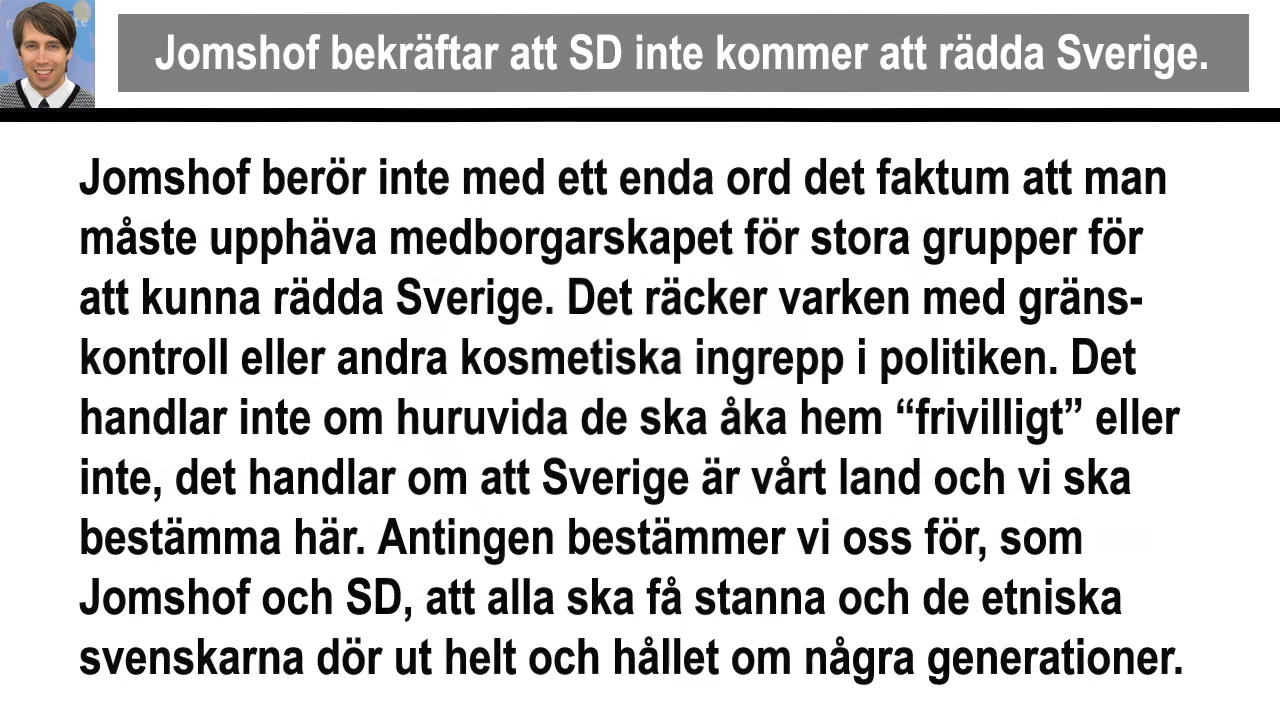 Jomshof bekräftar att SD inte kommer att rädda Sverige.
Jomshof berör inte med ett enda ord det faktum att man
måste upphäva medborgarskapet för stora grupper för
att kunna rädda Sverige. Det räcker varken med gräns-
kontroll eller andra kosmetiska ingrepp i politiken. Det
handlar inte om huruvida de ska åka hem “frivilligt” eller
inte, det handlar om att Sverige är vårt land och vi ska
bestämma här. Antingen bestämmer vi oss för, som
Jomshof och SD, att alla ska få stanna och de etniska
svenskarna dör ut helt och hållet om några generationer.